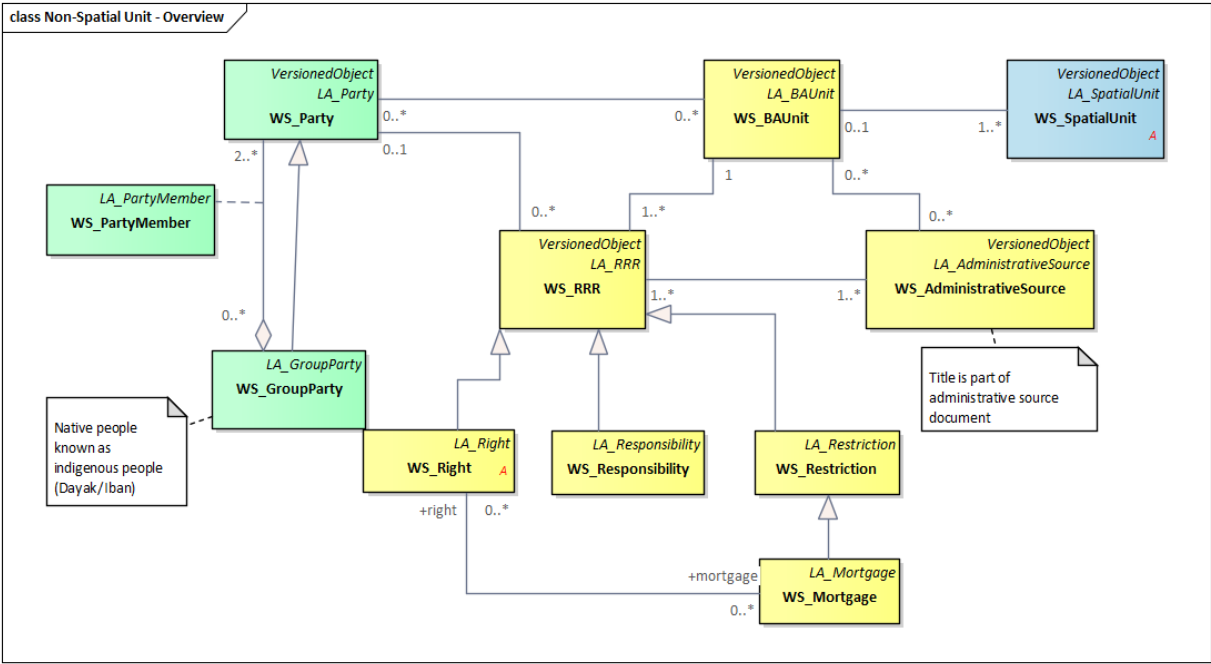 class Non-Spatial Unit - Overview
VersionedObject
LA_Party
WS_Party
VersionedObject
LA_BAUnit
WS_BAUnit
VersionedObject
LA_SpatialUnit
WS_SpatialUnit
A
0..*
0..*
0..1
1..*
0..1
2..*
1
0..*
LA_PartyMember
WS_PartyMember
0..*
1..*
0..*
VersionedObject
LA_RRR
WS_RRR
VersionedObject
LA_AdministrativeSource
WS_AdministrativeSource
1..*
1..*
0..*
LA_GroupParty
WS_GroupParty
Title is part of
administrative source
document
Native people
known as
indigenous people
(Dayak/Iban)
LA_Right
WS_Right
A
LA_Responsibility
WS_Responsibility
LA_Restriction
WS_Restriction
+right
0..*
LA_Mortgage
WS_Mortgage
+mortgage
0..*